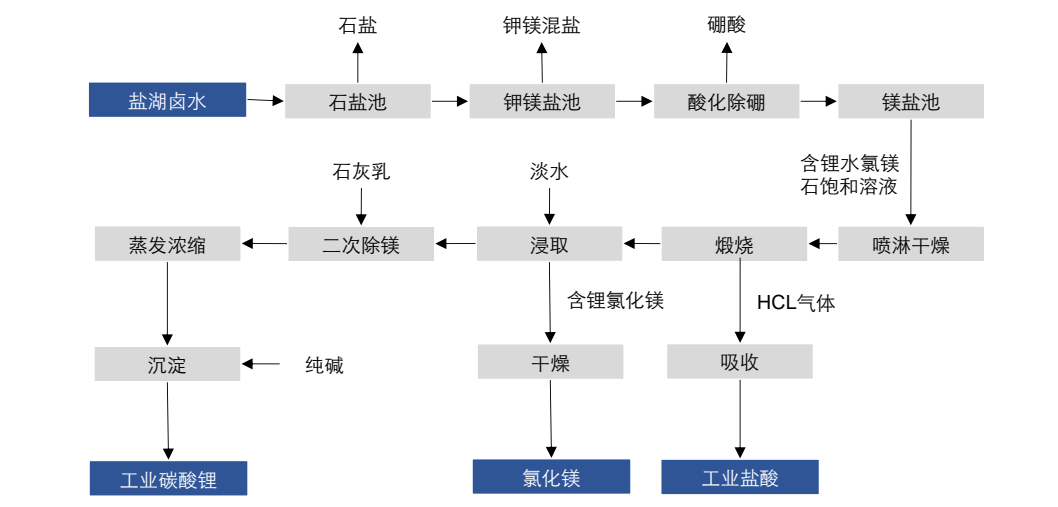 石盐
钾镁混盐
硼酸
盐湖卤水
石盐池
钾镁盐池
酸化除硼
镁盐池
含锂水氯镁
石饱和溶液
石灰乳
淡水
蒸发浓缩
二次除镁
浸取
煅烧
喷淋干燥
含锂氯化镁
HCL气体
沉淀
纯碱
干燥
吸收
工业碳酸锂
氯化镁
工业盐酸